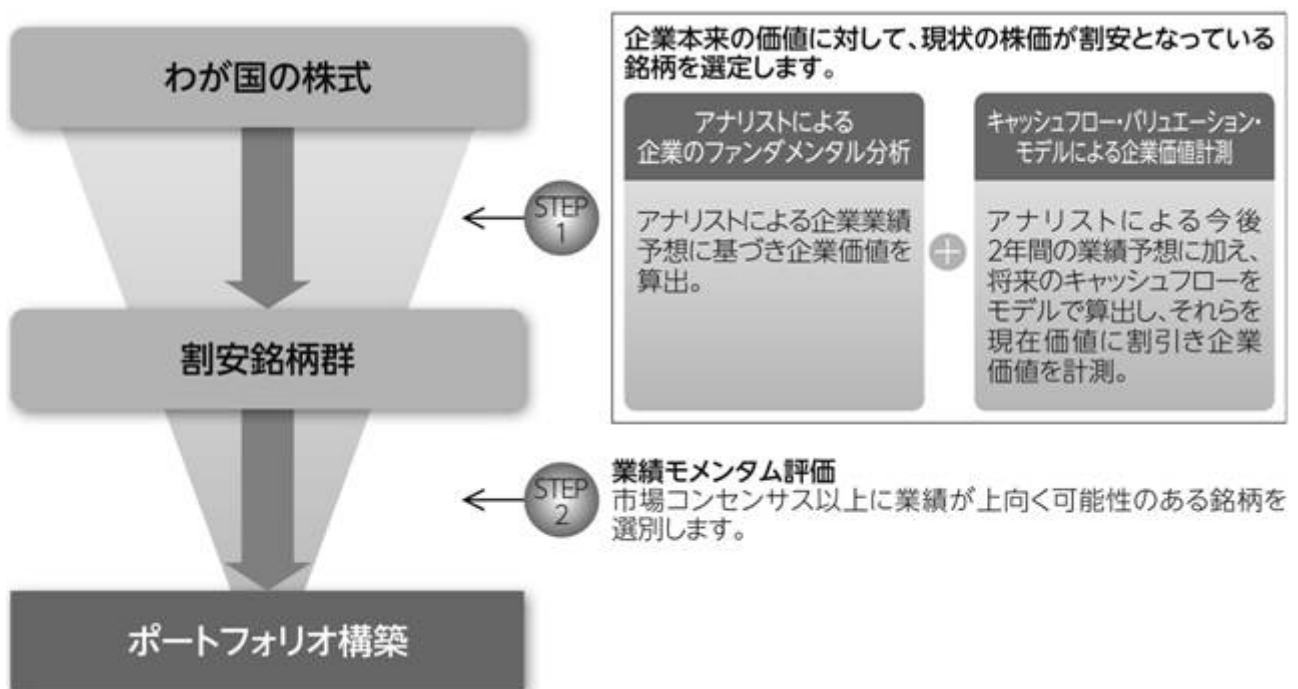 わが国の株式
企業本来の価値に対して、現状の株価が割安となっている
銘柄を選定します。
アナリストによる
企業のファンダメンタル分析
アナリストによる企業業績
予想に基づき企業価値を
算出。
+
キャッシュフロー・バリュエーション・
モデルによる企業価値計測
アナリストによる今後
2年間の業績予想に加え、
将来のキャッシュフローを
モデルで算出し、それらを
現在価値に割引き企業
価値を計測。
STEP
1
割安銘柄群
STEP
2
業績モメンタム評価
市場コンセンサス以上に業績が上向く可能性のある銘柄を
選別します。
ポートフォリオ構築